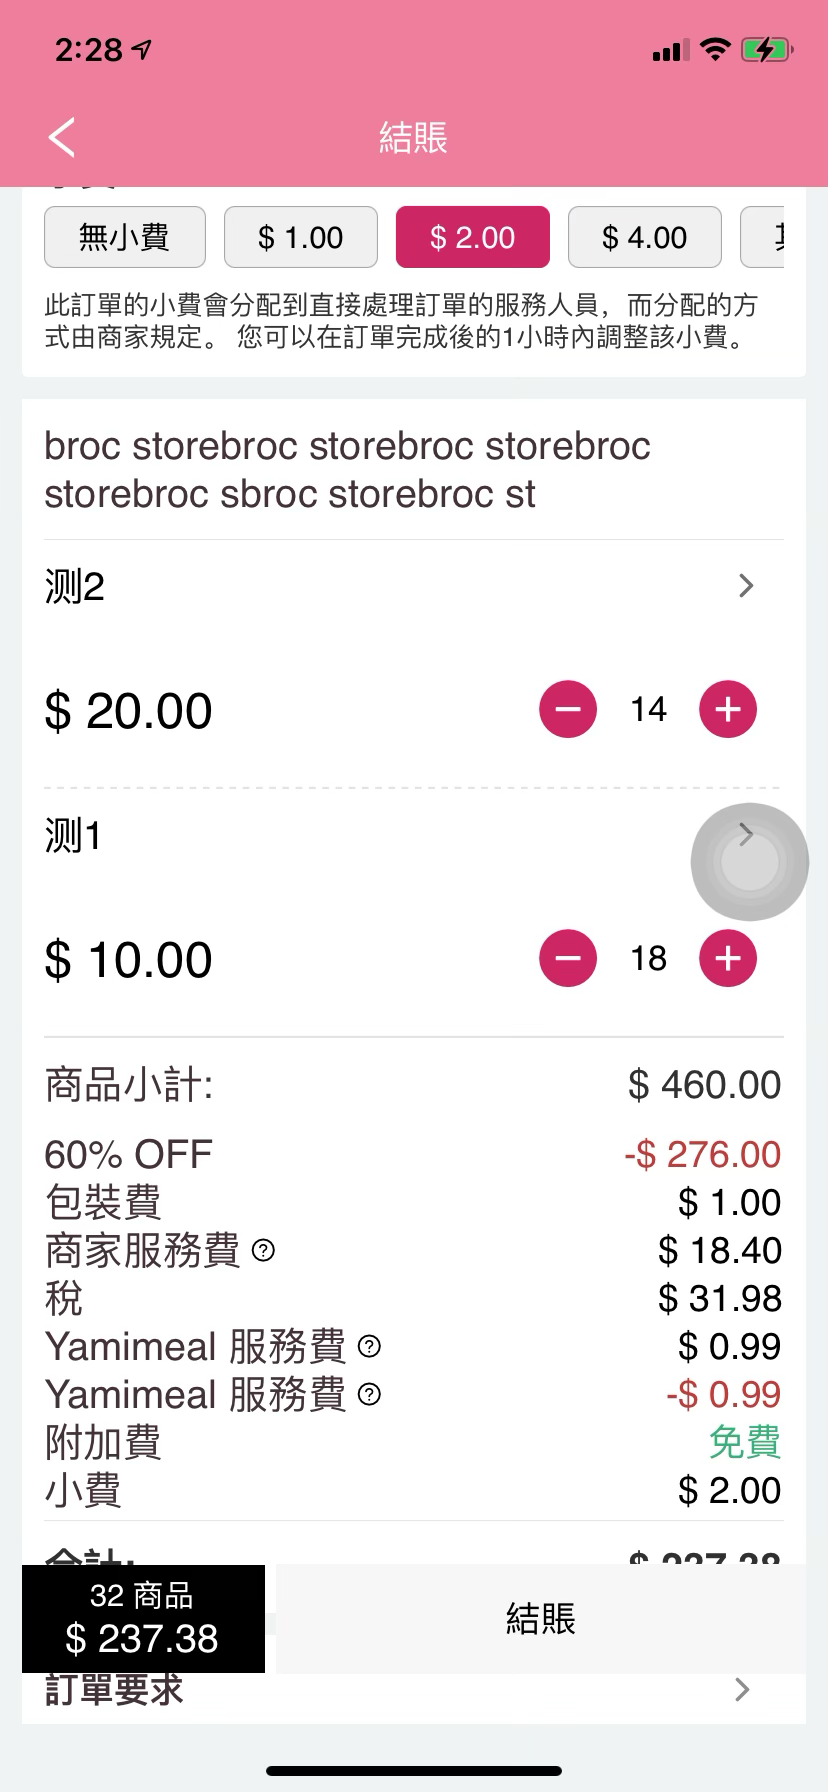 2:28
結賬
無小費
$ 1.00
$ 2.00
$ 4.00
此訂單的小費會分配到直接處理訂單的服務人員，而分配的方
式由商家規定。 您可以在訂單完成後的1小時內調整該小費。
broc storebroc storebroc storebroc
storebroc sbroc storebroc st
测2
$ 20.00
14
测1
$ 10.00
18
商品小計:
$ 460.00
60% OFF
-$ 276.00
包裝費
$ 1.00
商家服務費
$ 18.40
稅
$ 31.98
Yamimeal 服務費
$ 0.99
Yamimeal 服務費
-$ 0.99
附加費
免費
小費
$ 2.00
合計:
$ 237.38
32 商品
$ 237.38
結賬
訂單要求